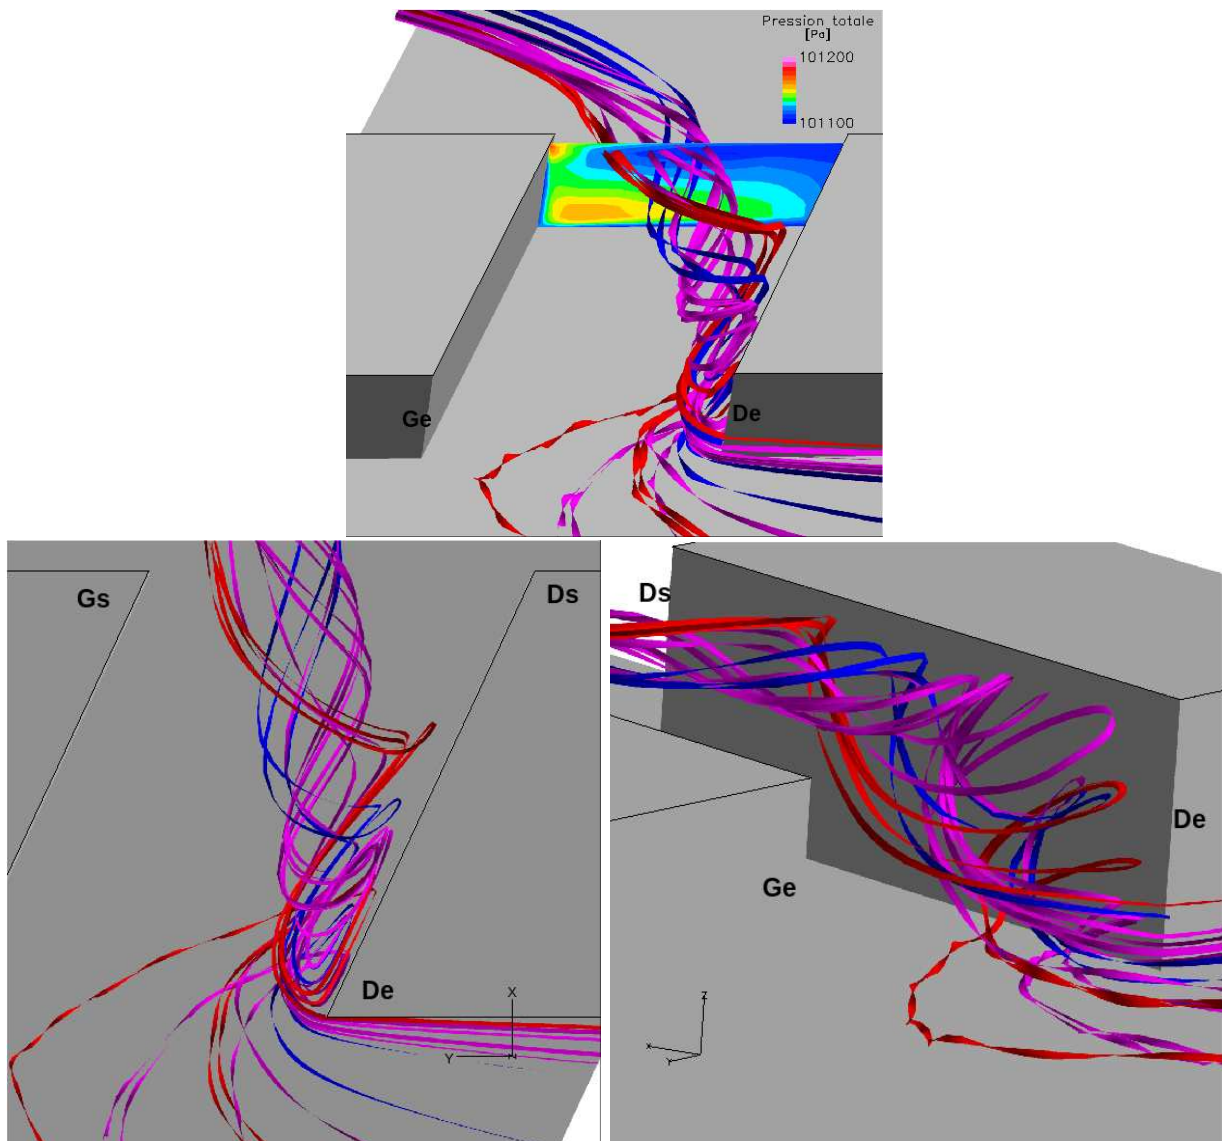 Pression totale
[Pa]
101200
101100
Ge
De
Gs
Ds
De
X
Y
Ds
De
Ge
Z
X
Y